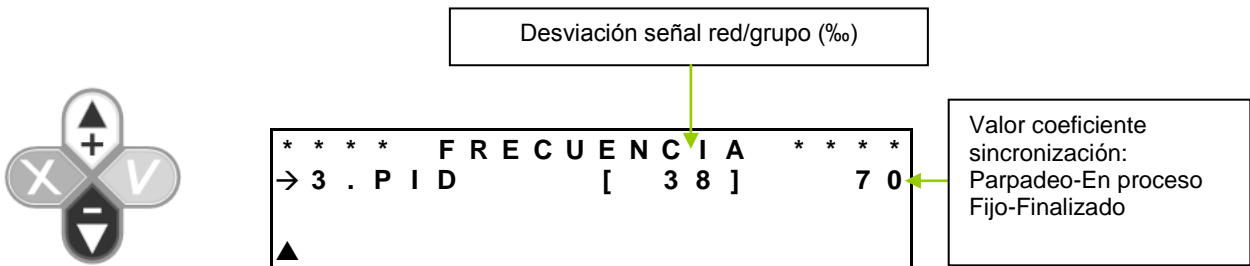 Desviación señal red/grupo (‰)
X + V
-
* * * * FRECUENCIA * * * *
→ 3.PID [ 38] 70
▲
Valor coeficiente
sincronización:
Parpadeo-En proceso
Fijo-Finalizado